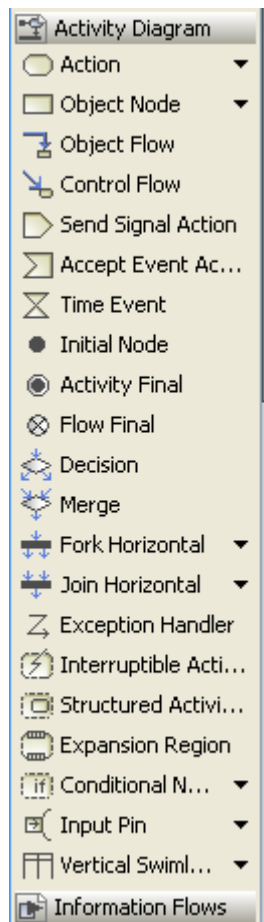 Activity Diagram
Action
Object Node
Object Flow
Control Flow
Send Signal Action
Accept Event Ac...
Time Event
Initial Node
Activity Final
Flow Final
Decision
Merge
Fork Horizontal
Join Horizontal
Exception Handler
Interruptible Acti...
Structured Activi...
Expansion Region
if
Conditional N...
Input Pin
Vertical Swiml...
Information Flows